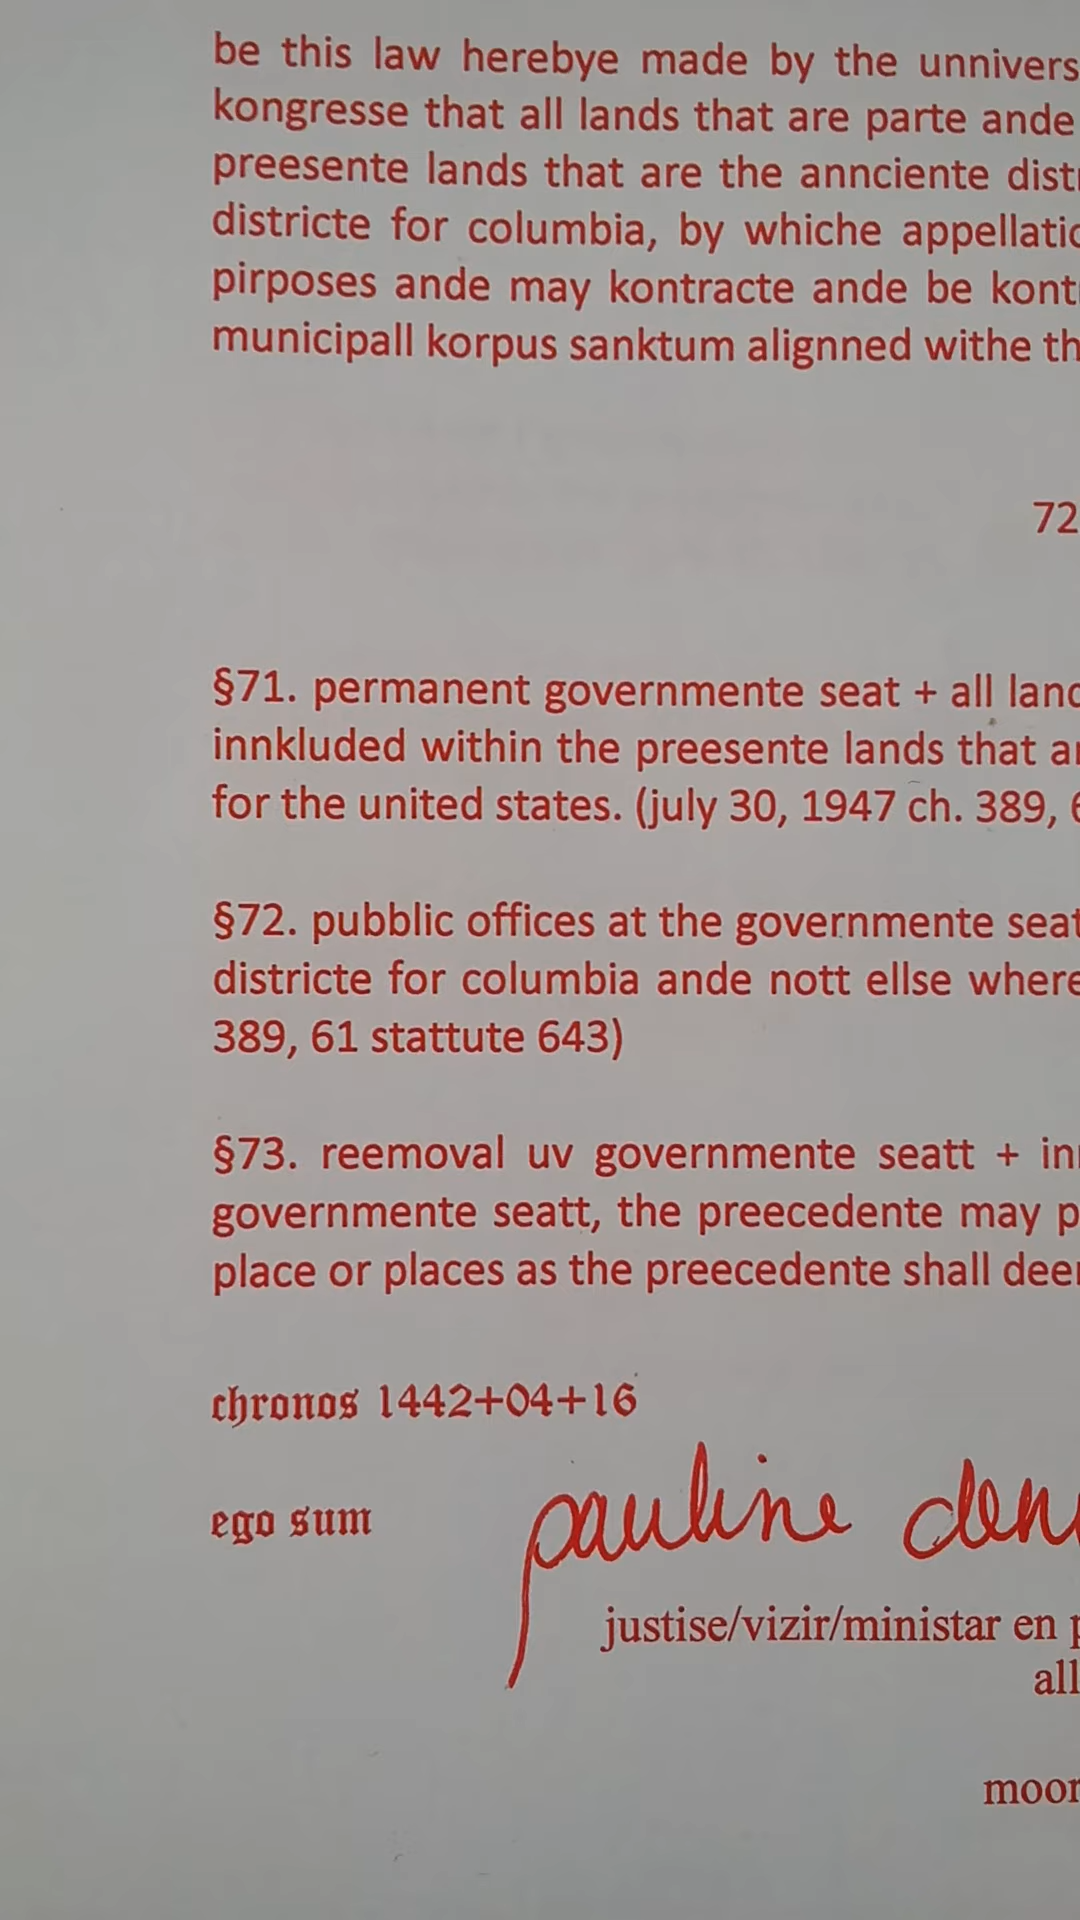 be this law herebye made by the unnivers
kongresse that all lands that are parte ande
preesente lands that are the annciente dist
districte for columbia, by whiche appellatio
pirposes ande may kontracte ande be kont
municipall korpus sanktum alignned withe th
72
§71. permanent governmente seat + all land
innkluded within the preesente lands that a
for the united states. (july 30, 1947 ch. 389, 6
§72. pubblic offices at the governmente seat
districte for columbia ande nott ellse where
389, 61 stattute 643)
§73. reemoval uv governmente seatt + in
governmente seatt, the preecedente may p
place or places as the preecedente shall dee
chronos 1442+04+16
ego sum pauline den
justise/vizir/ministar en p
all
moor